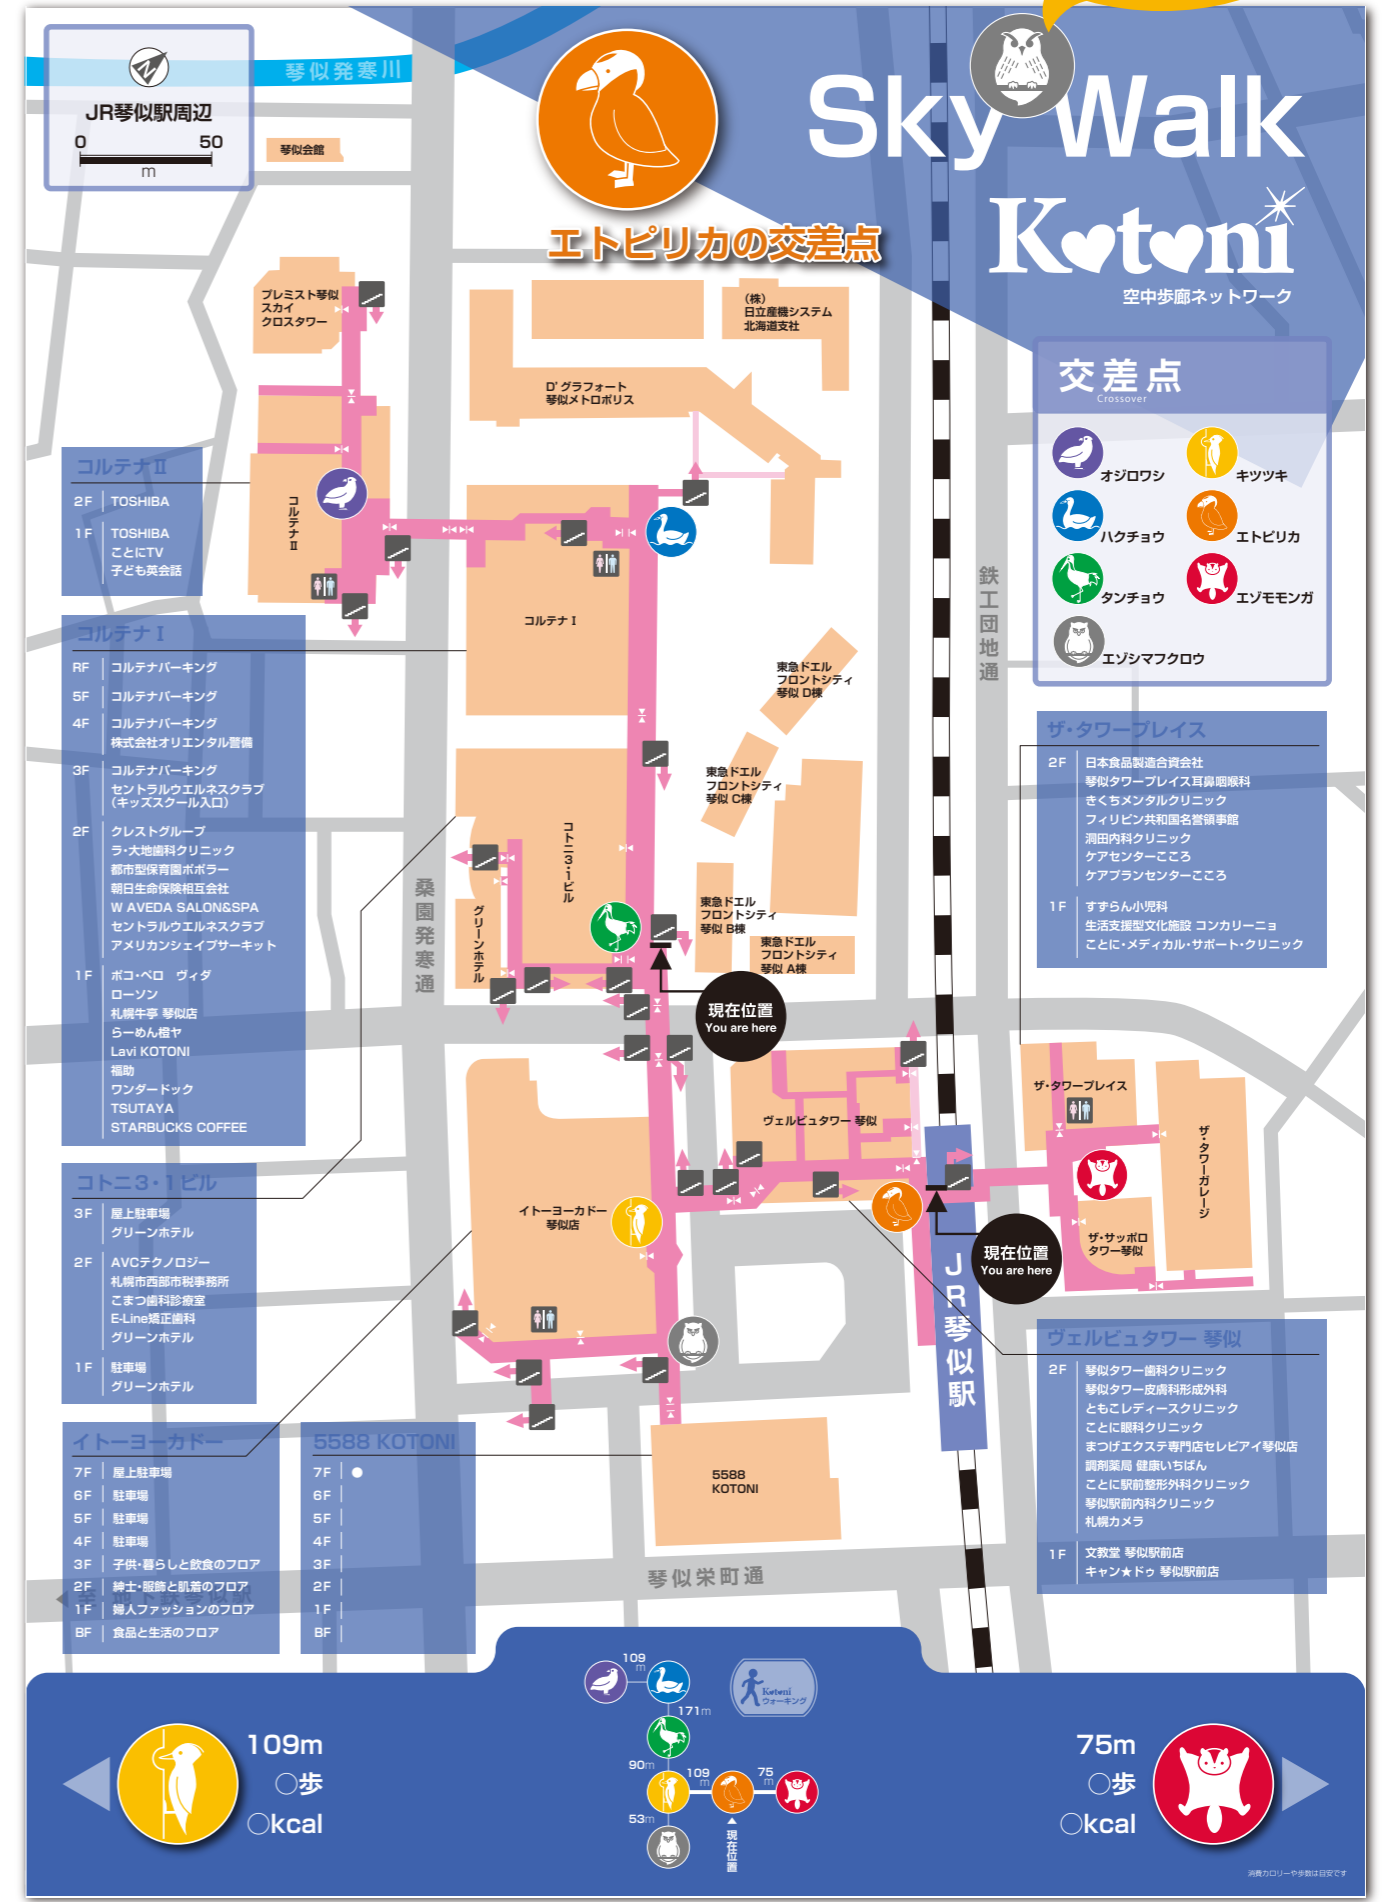 JR琴似駅周辺
0 50
m
琴似発寒川
琴似会館
Sky Walk
Kotoni
空中歩廊ネットワーク
エトピリカの交差点
交差点
Crossover
オジロワシ
キツツキ
ハクチョウ
エトピリカ
タンチョウ
エゾモモンガ
エゾシマフクロウ
プレミスト琴似
スカイ
クロスタワー
(株)
日立産機システム
北海道支社
D'グラフォート
琴似メトロポリス
コルテナⅡ
コルテナⅠ
東急ドエル
フロントシティ
琴似 D棟
東急ドエル
フロントシティ
琴似 C棟
東急ドエル
フロントシティ
琴似 B棟
東急ドエル
フロントシティ
琴似 A棟
コトニ3・1ビル
グリーンホテル
桑園発寒通
鉄工団地通
現在位置
You are here
ヴェルビュタワー 琴似
イトーヨーカドー
琴似店
ザ・タワープレイス
ザ・タワーガレージ
ザ・サッポロ
タワー琴似
現在位置
You are here
JR琴似駅
5588
KOTONI
琴似栄町通
至 地下鉄琴似駅
コルテナⅡ
2F TOSHIBA
1F TOSHIBA
ことにTV
子ども英会話
コルテナⅠ
RF コルテナパーキング
5F コルテナパーキング
4F コルテナパーキング
株式会社オリエンタル警備
3F コルテナパーキング
セントラルウエルネスクラブ
(キッズスクール入口)
2F クレストグループ
ラ・大地歯科クリニック
都市型保育園ポポラー
朝日生命保険相互会社
W AVEDA SALON&SPA
セントラルウエルネスクラブ
アメリカンシェイプサーキット
1F ポコ・ペロ ヴィダ
ローソン
札幌牛亭 琴似店
らーめん橙ヤ
Lavi KOTONI
福助
ワンダードック
TSUTAYA
STARBUCKS COFFEE
コトニ3・1ビル
3F 屋上駐車場
グリーンホテル
2F AVCテクノロジー
札幌市西部市税事務所
こまつ歯科診療室
E-Line矯正歯科
グリーンホテル
1F 駐車場
グリーンホテル
イトーヨーカドー
7F 屋上駐車場
6F 駐車場
5F 駐車場
4F 駐車場
3F 子供・暮らしと飲食のフロア
2F 紳士・服飾と肌着のフロア
1F 婦人ファッションのフロア
BF 食品と生活のフロア
5588 KOTONI
7F ●
6F
5F
4F
3F
2F
1F
BF
ザ・タワープレイス
2F 日本食品製造合資会社
琴似タワープレイス耳鼻咽喉科
きくちメンタルクリニック
フィリピン共和国名誉領事館
洞田内科クリニック
ケアセンターこころ
ケアプランセンターこころ
1F すずらん小児科
生活支援型文化施設 コンカリーニョ
ことに・メディカル・サポート・クリニック
ヴェルビュタワー 琴似
2F 琴似タワー歯科クリニック
琴似タワー皮膚科形成外科
ともこレディースクリニック
ことに眼科クリニック
まつげエクステ専門店セレビアイ琴似店
調剤薬局 健康いちばん
ことに駅前整形外科クリニック
琴似駅前内科クリニック
札幌カメラ
1F 文教堂 琴似駅前店
キャン★ドゥ 琴似駅前店
109m
○歩
○kcal
109m
171m
90m
109m
75m
53m
現在位置
Kotoni
ウォーキング
75m
○歩
○kcal
消費カロリーや歩数は目安です